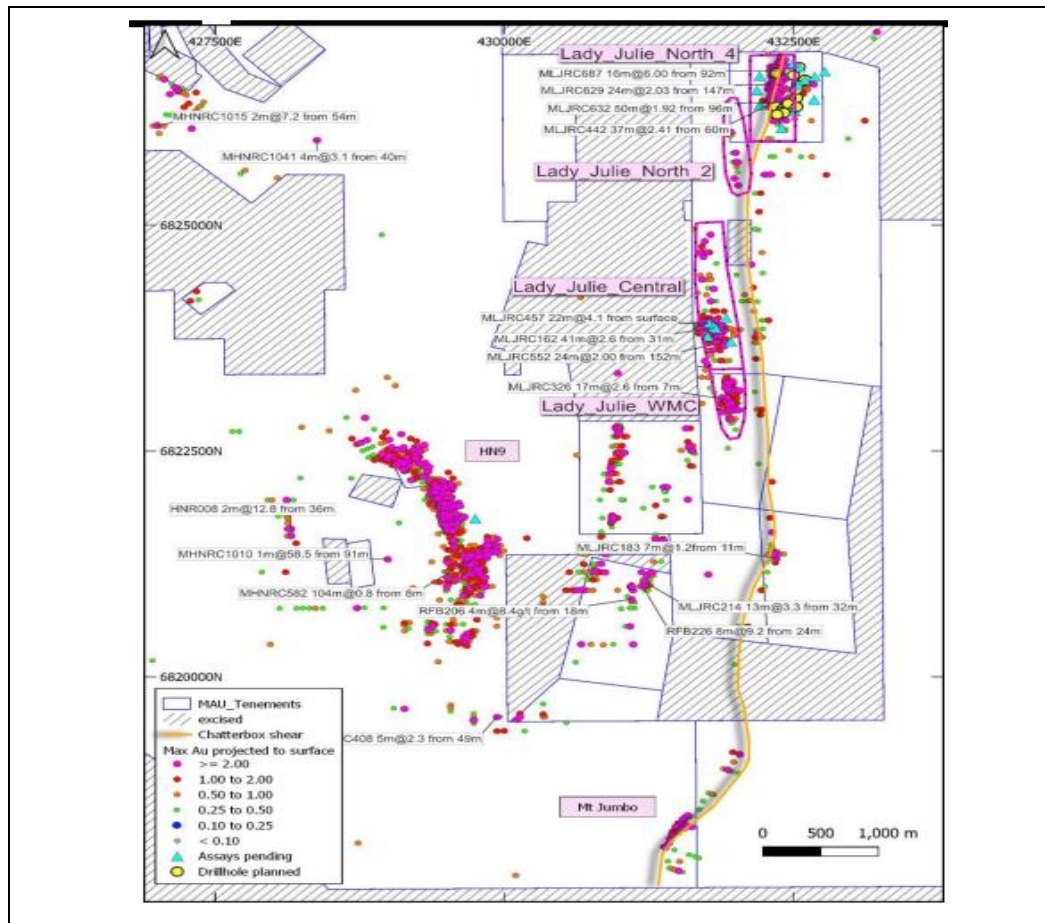 427500E
430000E
432500E
Lady_Julie_North_4
MLJRC687 16m@6.00 from 92m
MLJRC629 24m@2.03 from 147m
MLJRC632 50m@1.92 from 96m
MLJRC442 37m@2.41 from 60m
MHNRC1015 2m@7.2 from 54m
MHNRC1041 4m@3.1 from 40m
Lady_Julie_North_2
6825000N
Lady_Julie_Central
MLJRC457 22m@4.1 from surface
MLJRC162 41m@2.6 from 31m
MLJRC552 24m@2.00 from 152m
MLJRC326 17m@2.6 from 7m
Lady_Julie_WMC
6822500N
HN9
HNR008 2m@12.8 from 36m
MHNRC1010 1m@58.5 from 91m
MLJRC183 7m@1.2from 11m
MHNRC582 104m@0.8 from 8m
RFB206 4m@8.4g/t from 18m
MLJRC214 13m@3.3 from 32m
RFB226 8m@9.2 from 24m
6820000N
C408 5m@2.3 from 49m
MAU_Tenements
excised
Chatterbox shear
Max Au projected to surface
>= 2.00
1.00 to 2.00
0.50 to 1.00
0.25 to 0.50
0.10 to 0.25
< 0.10
Assays pending
Drillhole planned
Mt Jumbo
0 500 1,000 m